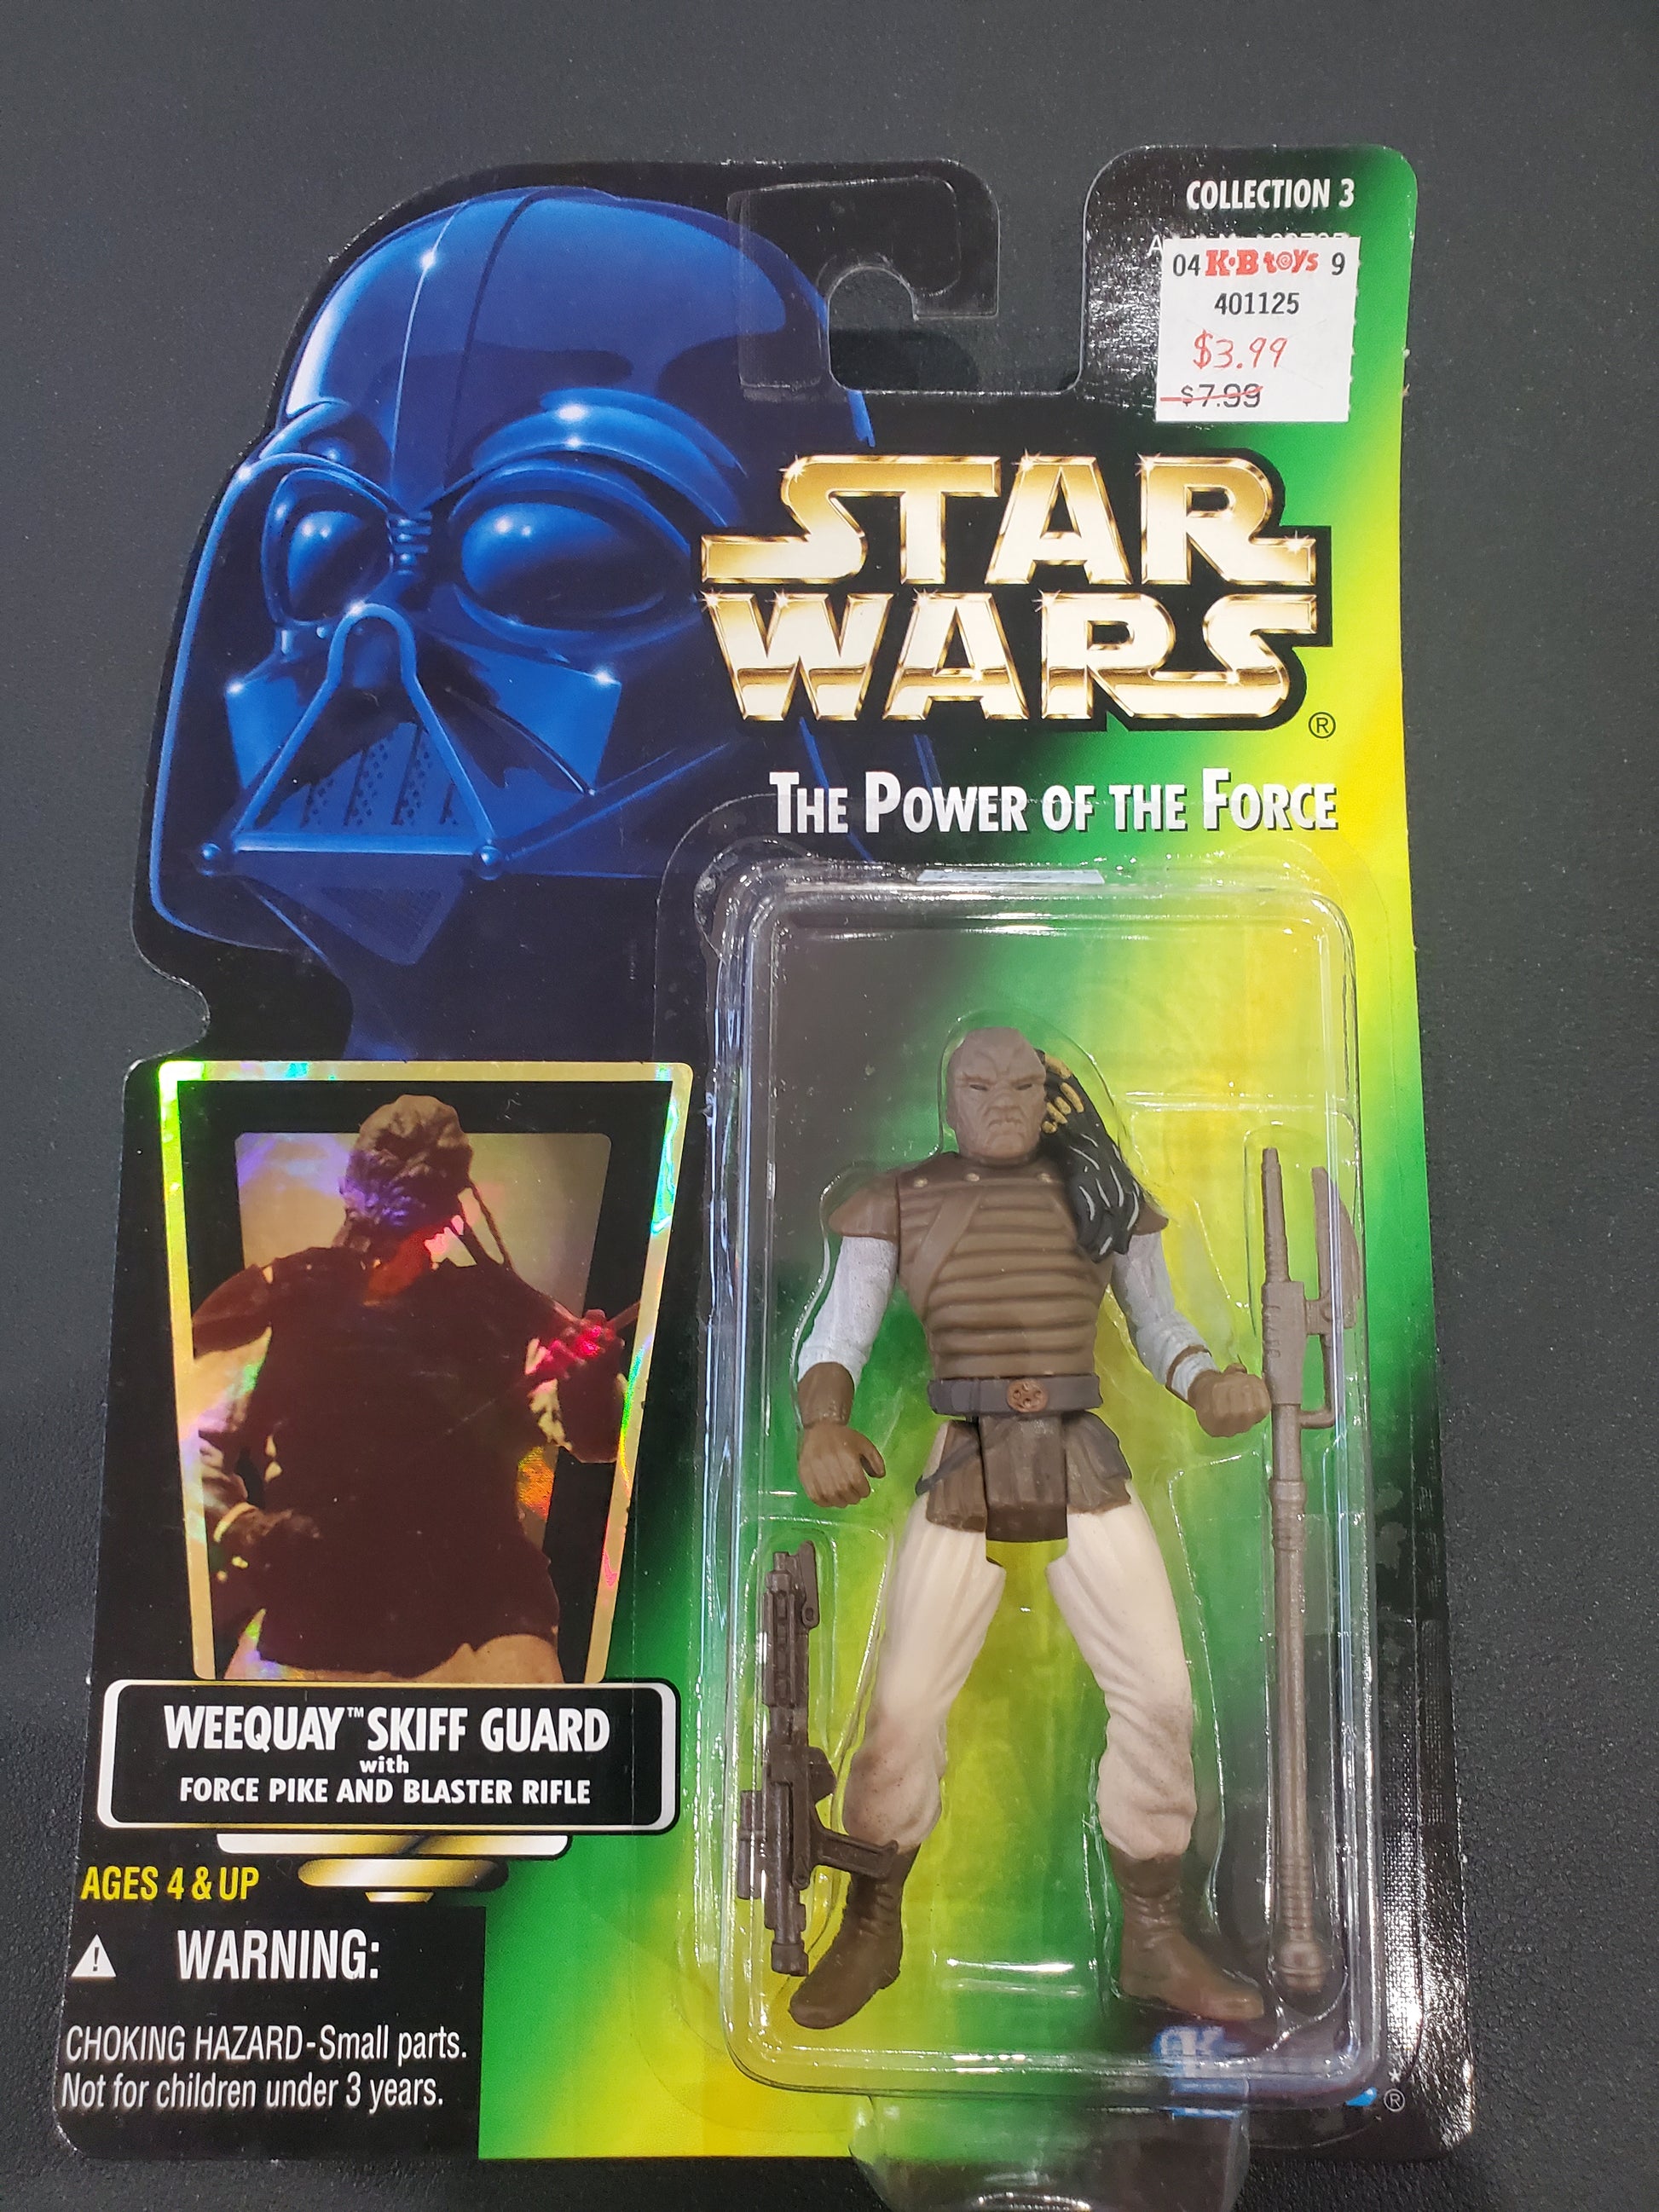 COLLECTION 3
04 K·B toys 9
401125
$3.99
$7.99
STAR
WARS
®
THE POWER OF THE FORCE
WEEQUAY™ SKIFF GUARD
with
FORCE PIKE AND BLASTER RIFLE
AGES 4 & UP
WARNING:
CHOKING HAZARD-Small parts.
Not for children under 3 years.
®